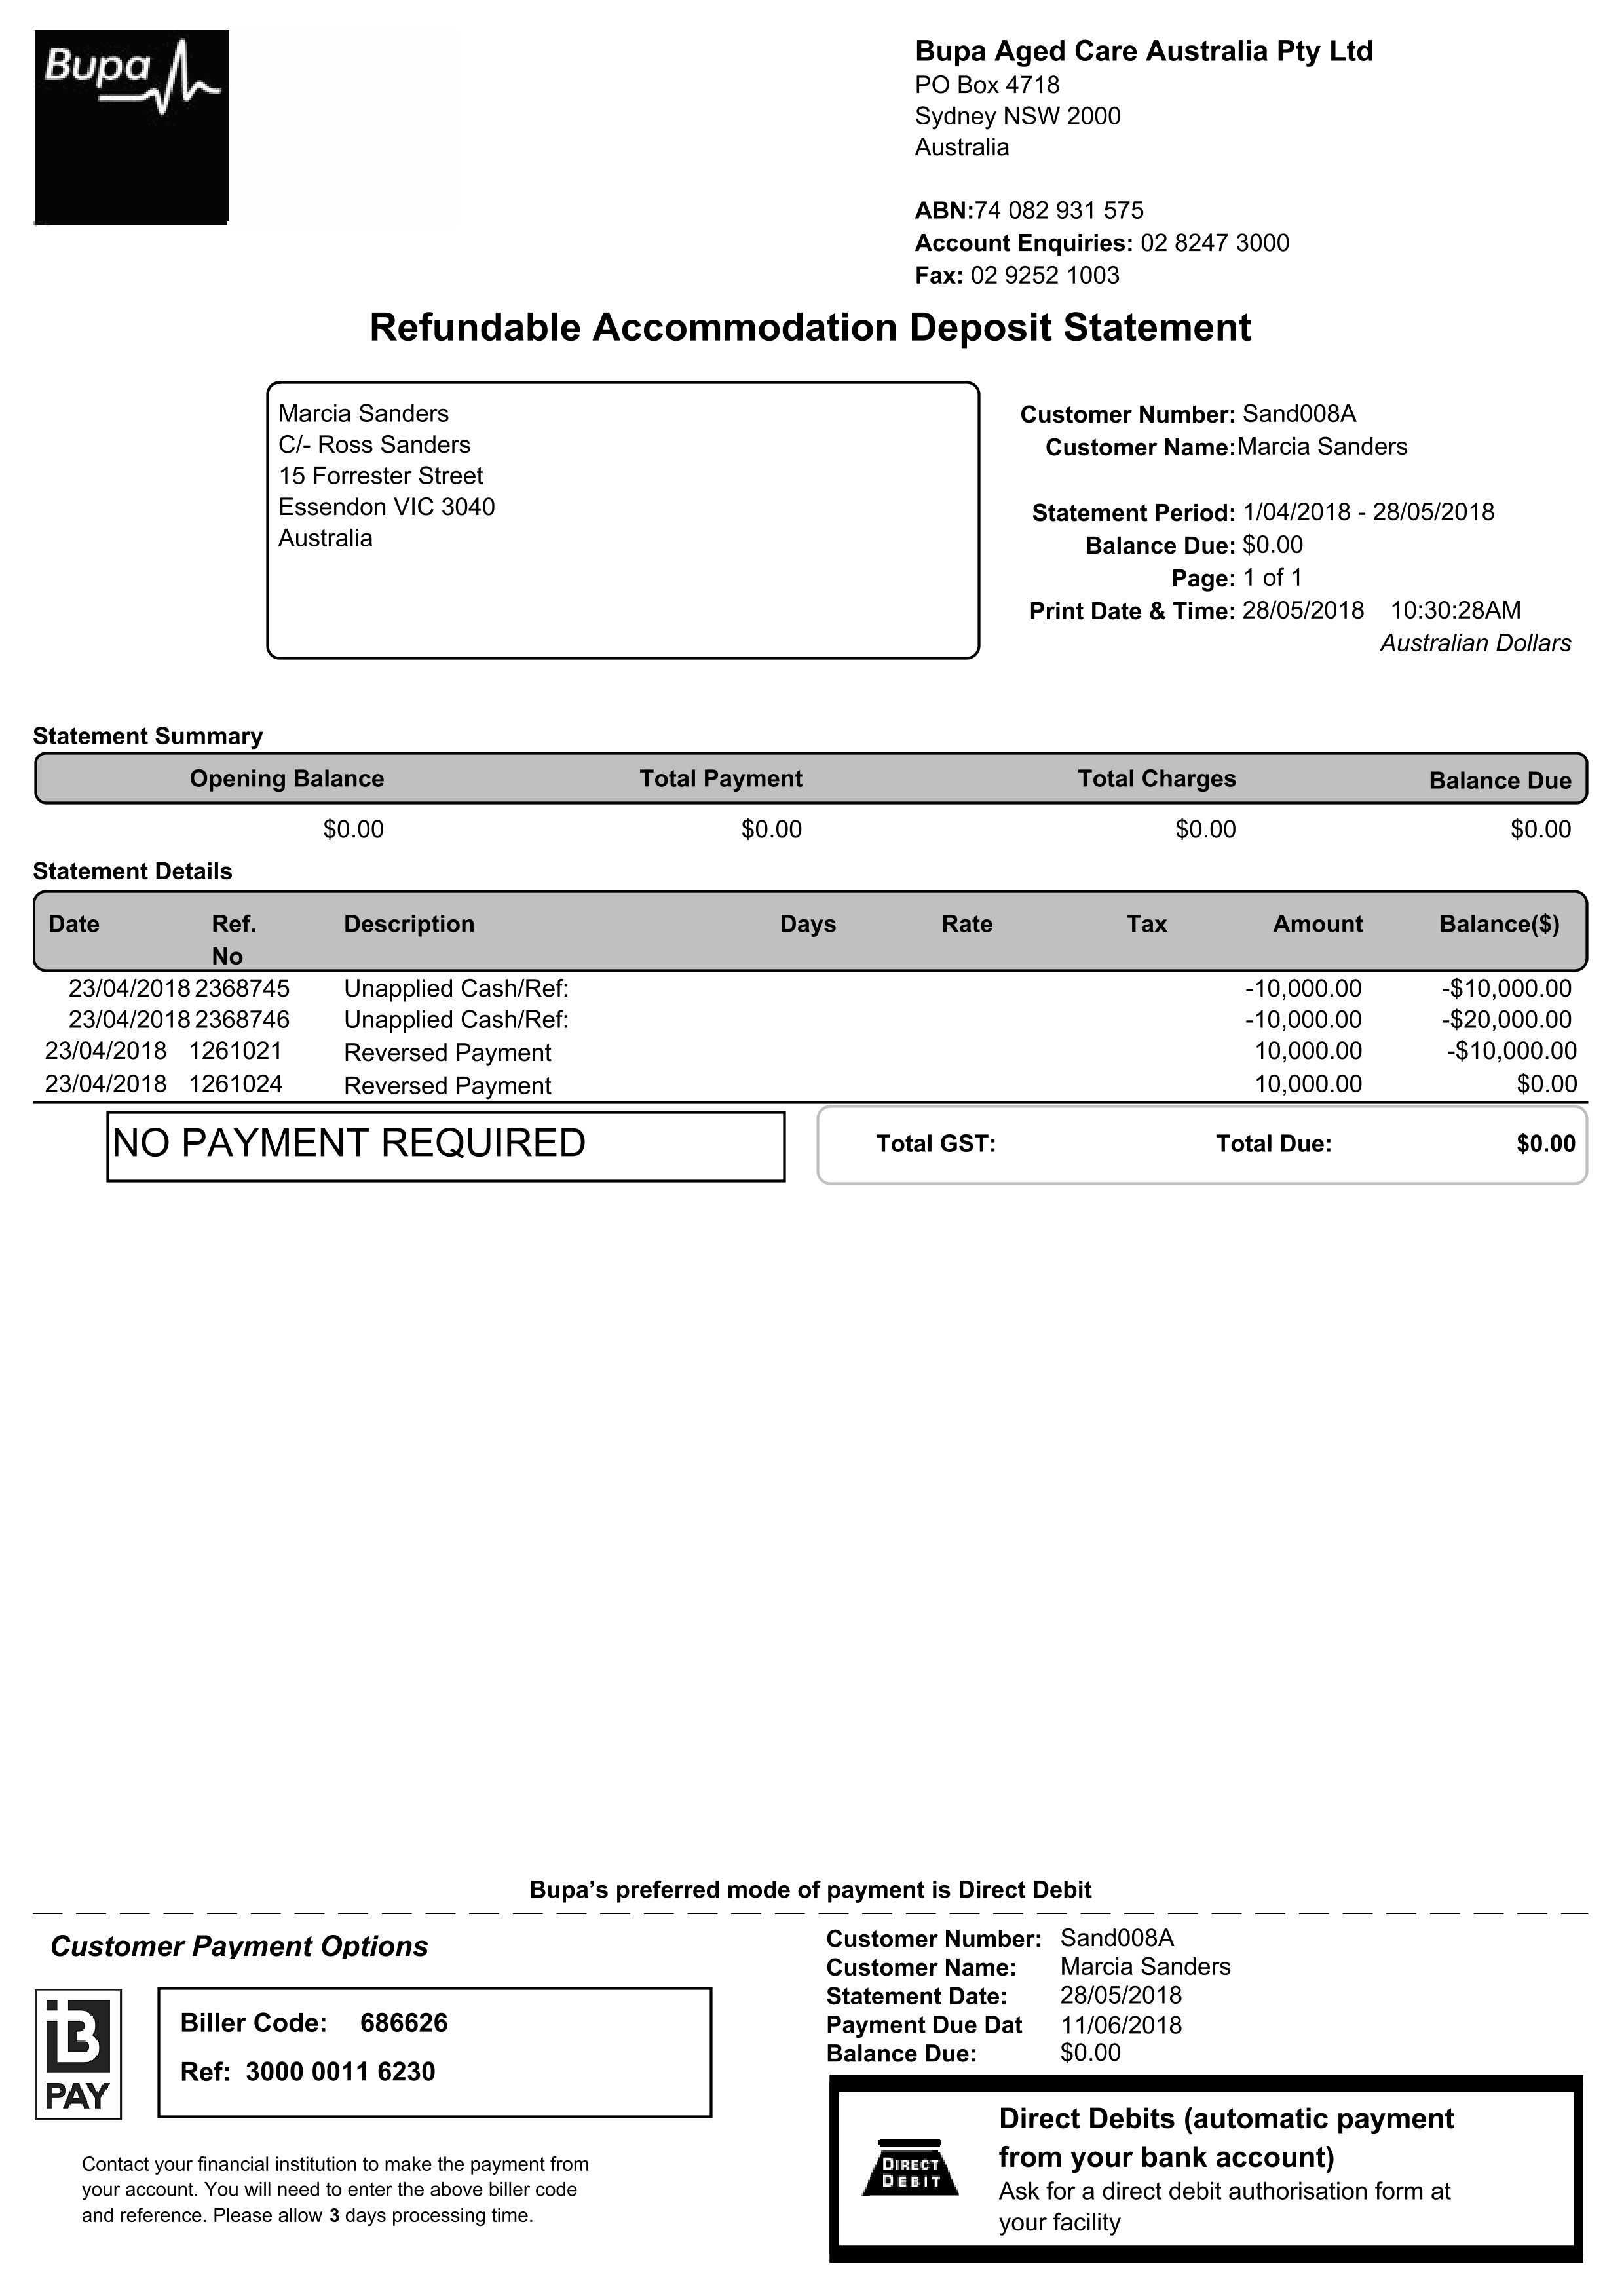 Bupa
Bupa Aged Care Australia Pty Ltd
PO Box 4718
Sydney NSW 2000
Australia
ABN:74 082 931 575
Account Enquiries: 02 8247 3000
Fax: 02 9252 1003
Refundable Accommodation Deposit Statement
Marcia Sanders
C/- Ross Sanders
15 Forrester Street
Essendon VIC 3040
Australia
Customer Number: Sand008A
Customer Name:Marcia Sanders
Statement Period: 1/04/2018 - 28/05/2018
Balance Due: $0.00
Page: 1 of 1
Print Date & Time: 28/05/2018 10:30:28AM
Australian Dollars
Statement Summary
Opening Balance Total Payment Total Charges Balance Due
$0.00 $0.00 $0.00 $0.00
Statement Details
Date Ref. Description Days Rate Tax Amount Balance($)
No
23/04/2018 2368745 Unapplied Cash/Ref: -10,000.00 -$10,000.00
23/04/2018 2368746 Unapplied Cash/Ref: -10,000.00 -$20,000.00
23/04/2018 1261021 Reversed Payment 10,000.00 -$10,000.00
23/04/2018 1261024 Reversed Payment 10,000.00 $0.00
NO PAYMENT REQUIRED
Total GST: Total Due: $0.00
Bupa’s preferred mode of payment is Direct Debit
Customer Payment Options
B
PAY
Biller Code: 686626
Ref: 3000 0011 6230
Contact your financial institution to make the payment from
your account. You will need to enter the above biller code
and reference. Please allow 3 days processing time.
Customer Number: Sand008A
Customer Name: Marcia Sanders
Statement Date: 28/05/2018
Payment Due Dat 11/06/2018
Balance Due: $0.00
DIRECT
DEBIT
Direct Debits (automatic payment
from your bank account)
Ask for a direct debit authorisation form at
your facility